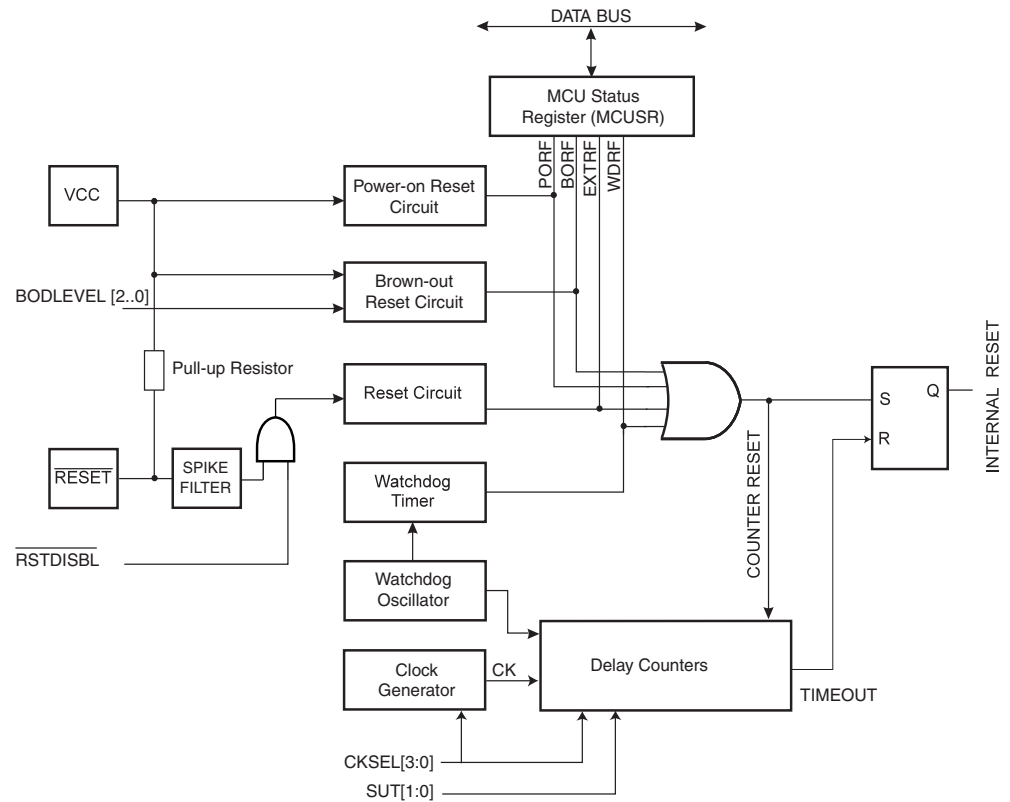 DATA BUS
MCU Status
Register (MCUSR)
PORF
BORF
EXTRF
WDRF
VCC
Power-on Reset
Circuit
Brown-out
Reset Circuit
BODLEVEL [2..0]
Pull-up Resistor
Reset Circuit
S
Q
R
INTERNAL RESET
RESET
SPIKE
FILTER
Watchdog
Timer
COUNTER RESET
RSTDISBL
Watchdog
Oscillator
Clock
Generator
CK
Delay Counters
TIMEOUT
CKSEL[3:0]
SUT[1:0]